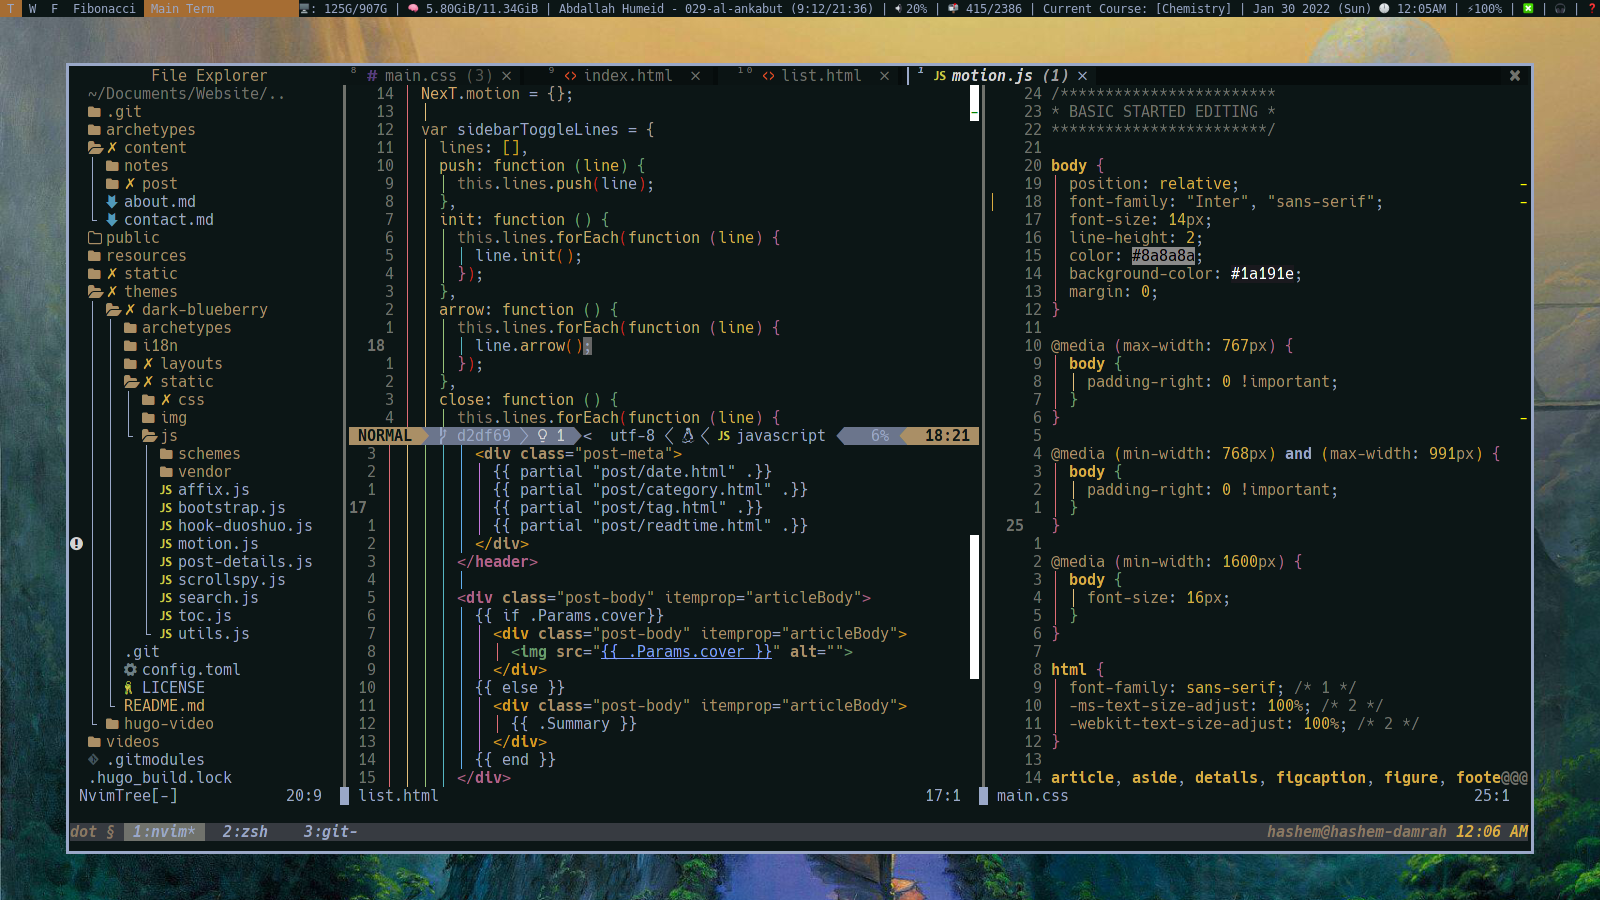 T W F Fibonacci Main Term : 125G/907G | 5.80GiB/11.34GiB | Abdallah Humeid - 029-al-ankabut (9:12/21:36) | 20% | 415/2386 | Current Course: [Chemistry] | Jan 30 2022 (Sun) 12:05AM | ⚡100% | | | ?
File Explorer
~/Documents/Website/..
.git
archetypes
✗ content
notes
✗ post
about.md
contact.md
public
resources
✗ static
✗ themes
✗ dark-blueberry
archetypes
i18n
✗ layouts
✗ static
✗ css
img
js
schemes
vendor
JS affix.js
JS bootstrap.js
JS hook-duoshuo.js
JS motion.js
JS post-details.js
JS scrollspy.js
JS search.js
JS toc.js
JS utils.js
.git
config.toml
LICENSE
README.md
hugo-video
videos
.gitmodules
.hugo_build.lock
NvimTree[-] 20:9
8 # main.css (3) × 9 <> index.html × 10 <> list.html × 1 JS motion.js (1) ×
14 NexT.motion = {};
13
12 var sidebarToggleLines = {
11 lines: [],
10 push: function (line) {
9 this.lines.push(line);
8 },
7 init: function () {
6 this.lines.forEach(function (line) {
5 line.init();
4 });
3 },
2 arrow: function () {
1 this.lines.forEach(function (line) {
18 line.arrow();
1 });
2 },
3 close: function () {
4 this.lines.forEach(function (line) {
NORMAL d2df69 1 < utf-8 JS javascript 6% 18:21
3 <div class="post-meta">
2 {{ partial "post/date.html" .}}
1 {{ partial "post/category.html" .}}
17 {{ partial "post/tag.html" .}}
1 {{ partial "post/readtime.html" .}}
2 </div>
3 </header>
4
5 <div class="post-body" itemprop="articleBody">
6 {{ if .Params.cover}}
7 <div class="post-body" itemprop="articleBody">
8 <img src="{{ .Params.cover }}" alt="">
9 </div>
10 {{ else }}
11 <div class="post-body" itemprop="articleBody">
12 {{ .Summary }}
13 </div>
14 {{ end }}
15 </div>
list.html 17:1
24 /************************
23 * BASIC STARTED EDITING *
22 ************************/
21
20 body {
19 position: relative;
18 font-family: "Inter", "sans-serif";
17 font-size: 14px;
16 line-height: 2;
15 color: #8a8a8a;
14 background-color: #1a191e;
13 margin: 0;
12 }
11
10 @media (max-width: 767px) {
9 body {
8 padding-right: 0 !important;
7 }
6 }
5
4 @media (min-width: 768px) and (max-width: 991px) {
3 body {
2 padding-right: 0 !important;
1 }
25 }
1
2 @media (min-width: 1600px) {
3 body {
4 font-size: 16px;
5 }
6 }
7
8 html {
9 font-family: sans-serif; /* 1 */
10 -ms-text-size-adjust: 100%; /* 2 */
11 -webkit-text-size-adjust: 100%; /* 2 */
12 }
13
14 article, aside, details, figcaption, figure, foote@@@
main.css 25:1
dot § 1:nvim* 2:zsh 3:git- hashem@hashem-damrah 12:06 AM